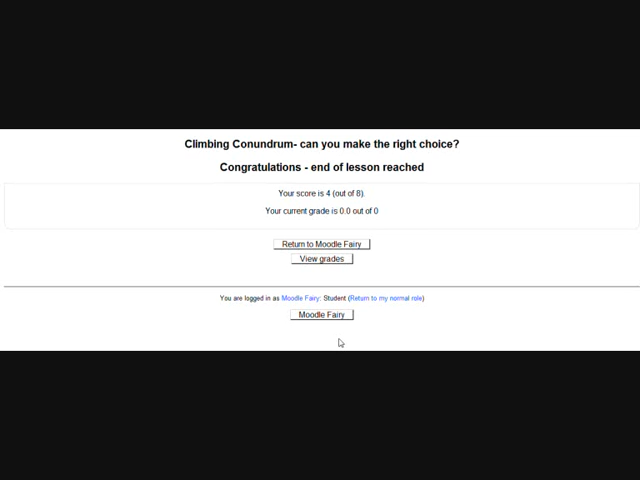 Climbing Conundrum- can you make the right choice?
Congratulations - end of lesson reached
Your score is 4 (out of 8).
Your current grade is 0.0 out of 0
Return to Moodle Fairy
View grades
You are logged in as Moodle Fairy: Student (Return to my normal role)
Moodle Fairy